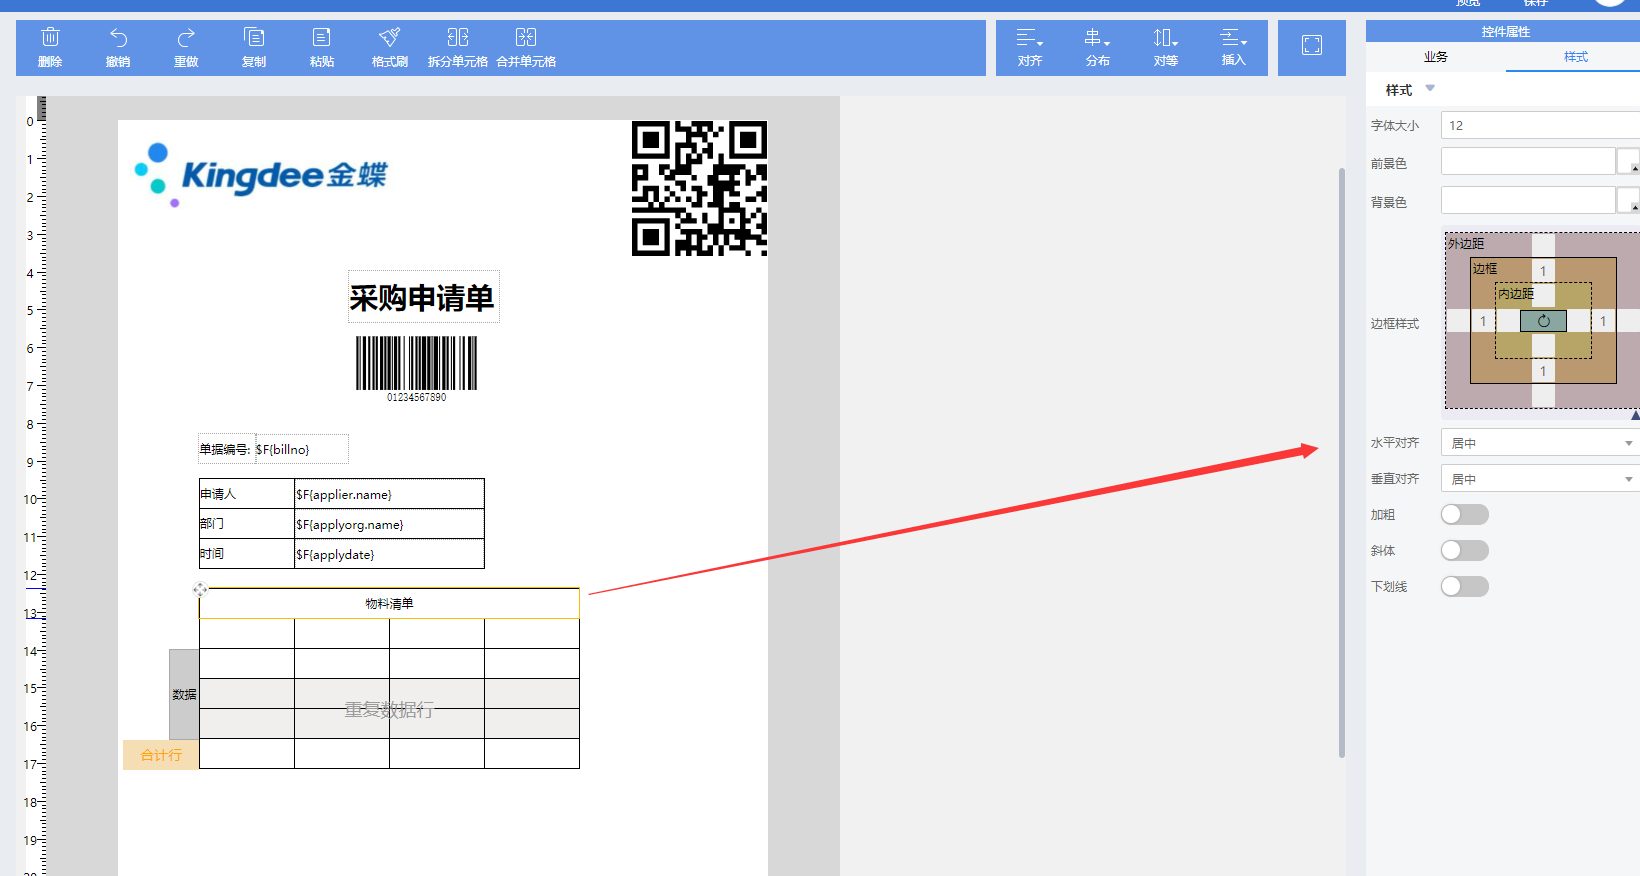 预览 保存
删除 撤销 重做 复制 粘贴 格式刷 拆分单元格 合并单元格 对齐 分布 对等 插入
控件属性
业务 样式
样式
字体大小 12
前景色
背景色
外边距
边框 1
内边距
边框样式 1 1
1
水平对齐 居中
垂直对齐 居中
加粗
斜体
下划线
0
1
2
3
4
5
6
7
8
9
10
11
12
13
14
15
16
17
18
19
20
Kingdee金蝶
采购申请单
01234567890
单据编号: $F{billno}
申请人 $F{applier.name}
部门 $F{applyorg.name}
时间 $F{applydate}
物料清单
数据
重复数据行
合计行